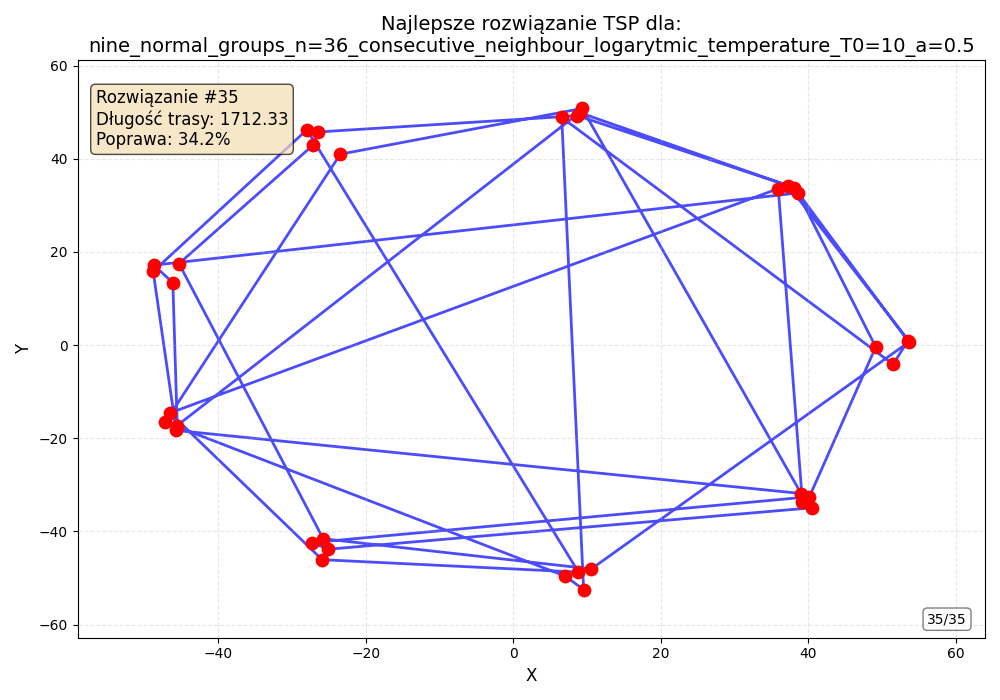 Najlepsze rozwiązanie TSP dla:
nine_normal_groups_n=36_consecutive_neighbour_logarytmic_temperature_T0=10_a=0.5
Rozwiązanie #35
Długość trasy: 1712.33
Poprawa: 34.2%
60
40
20
0
−20
−40
−60
Y
−40
−20
0
20
40
60
X
35/35